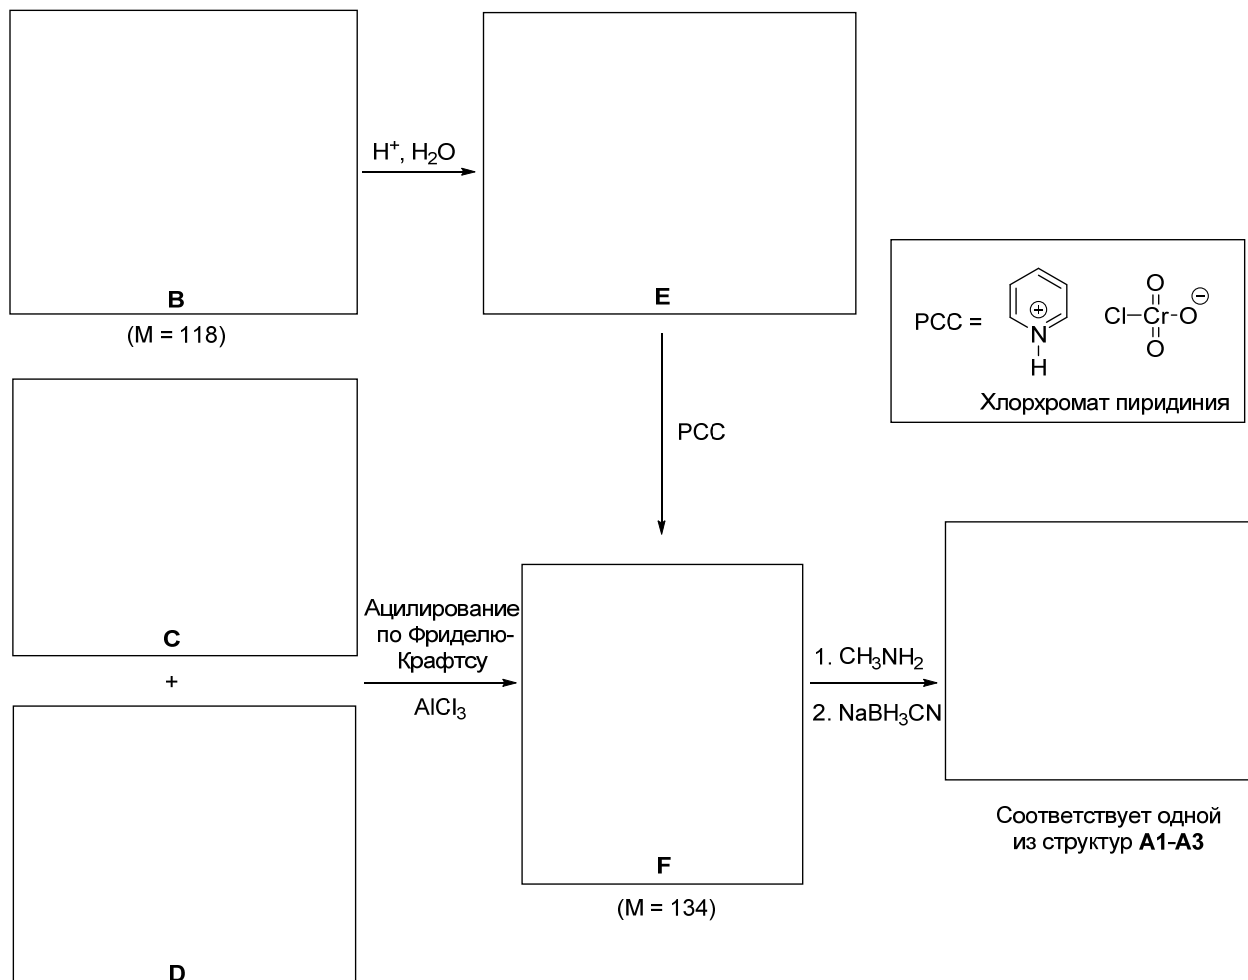 H⁺, H₂O
B
(M = 118)
E
PCC =
⊕
N
H
O
Cl Cr O ⊖
O
Хлорхромат пиридиния
PCC
C
+
D
Ацилирование
по Фриделю-
Крафтсу
AlCl₃
F
(M = 134)
1. CH₃NH₂
2. NaBH₃CN
Соответствует одной
из структур A1-A3